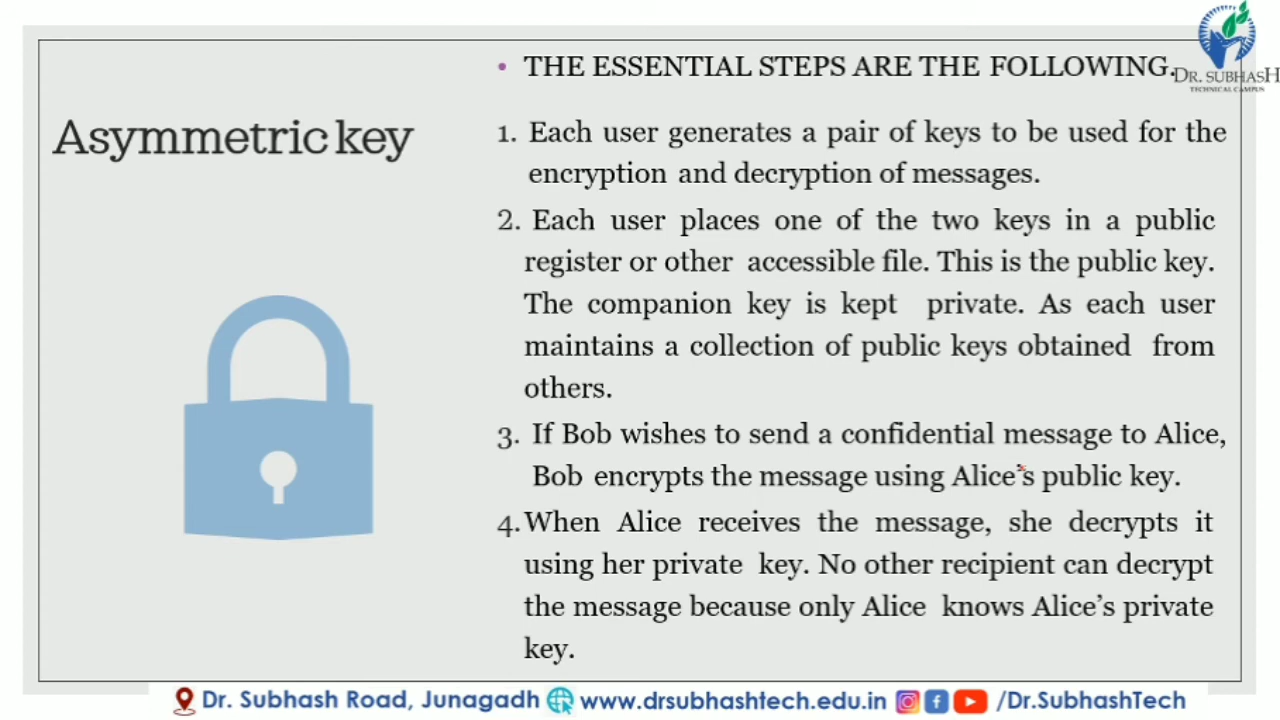 • THE ESSENTIAL STEPS ARE THE FOLLOWING.
DR. SUBHASH
TECHNICAL CAMPUS
Asymmetric key
1. Each user generates a pair of keys to be used for the
encryption and decryption of messages.
2. Each user places one of the two keys in a public
register or other accessible file. This is the public key.
The companion key is kept private. As each user
maintains a collection of public keys obtained from
others.
3. If Bob wishes to send a confidential message to Alice,
Bob encrypts the message using Alice's public key.
4. When Alice receives the message, she decrypts it
using her private key. No other recipient can decrypt
the message because only Alice knows Alice's private
key.
Dr. Subhash Road, Junagadh www.drsubhashtech.edu.in /Dr.SubhashTech